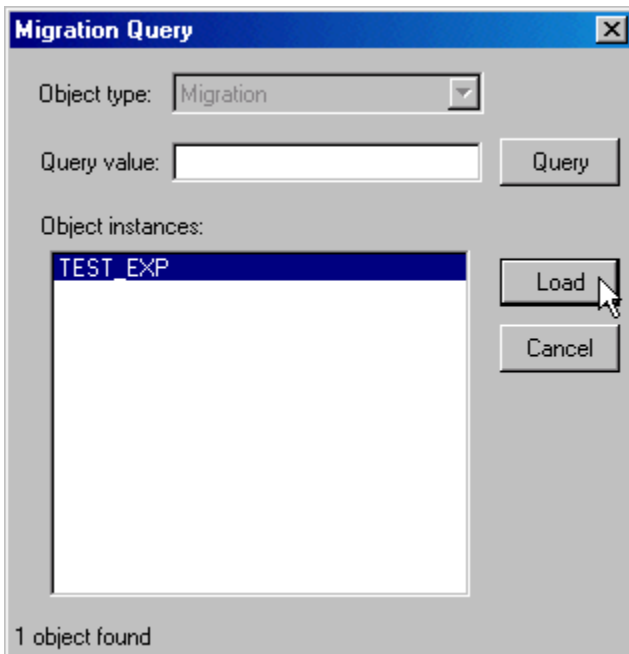 Migration Query
Object type: Migration
Query value: Query
Object instances:
TEST_EXP
Load
Cancel
1 object found